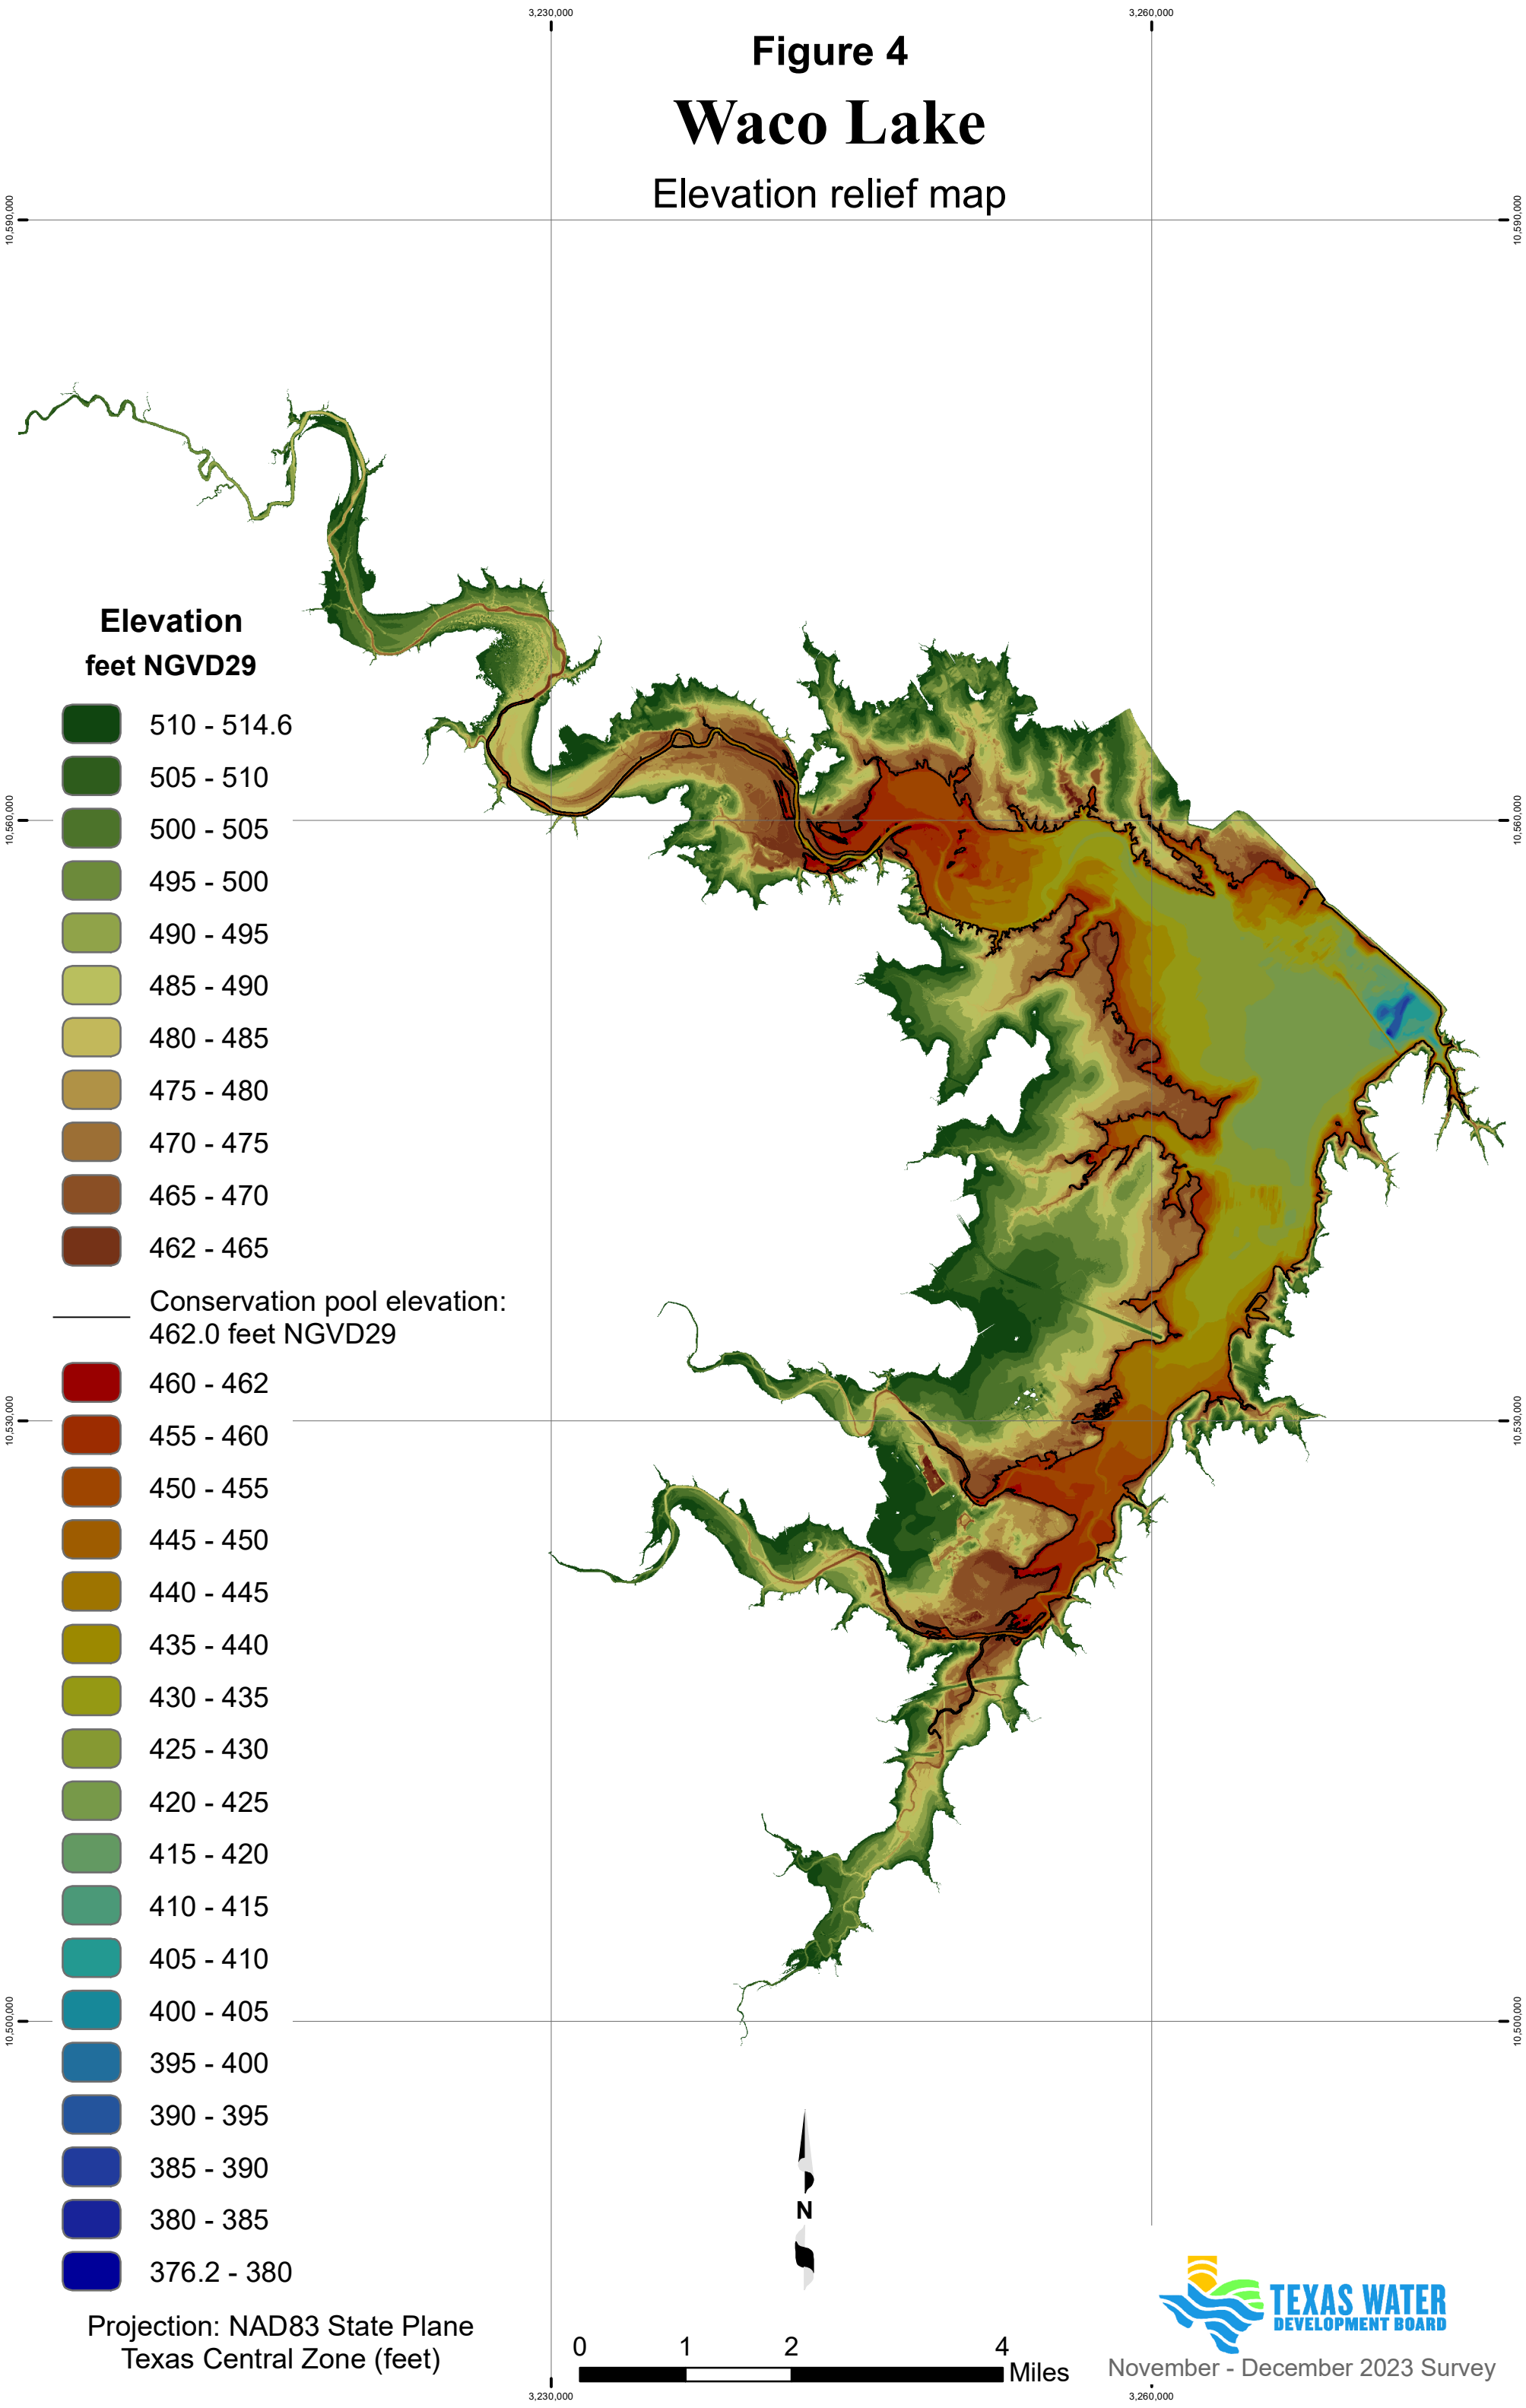 3,230,000
3,260,000
Figure 4
Waco Lake
Elevation relief map
10,590,000
10,590,000
Elevation
feet NGVD29
510 - 514.6
505 - 510
500 - 505
495 - 500
490 - 495
485 - 490
480 - 485
475 - 480
470 - 475
465 - 470
462 - 465
Conservation pool elevation:
462.0 feet NGVD29
460 - 462
455 - 460
450 - 455
445 - 450
440 - 445
435 - 440
430 - 435
425 - 430
420 - 425
415 - 420
410 - 415
405 - 410
400 - 405
395 - 400
390 - 395
385 - 390
380 - 385
376.2 - 380
10,560,000
10,560,000
10,530,000
10,530,000
10,500,000
10,500,000
N
Projection: NAD83 State Plane
Texas Central Zone (feet)
0 1 2 4
Miles
TEXAS WATER
DEVELOPMENT BOARD
November - December 2023 Survey
3,230,000
3,260,000